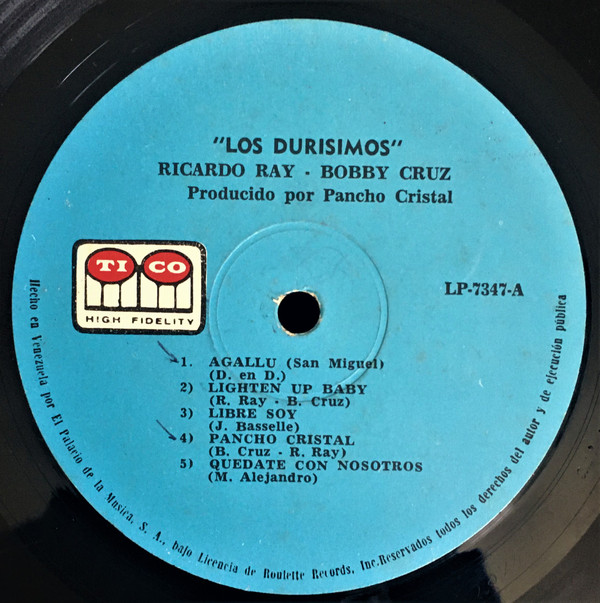 "LOS DURISIMOS"
RICARDO RAY - BOBBY CRUZ
Producido por Pancho Cristal
TICO
HIGH FIDELITY
LP-7347-A
1. AGALLU (San Miguel)
(D. en D.)
2) LIGHTEN UP BABY
(R. Ray - B. Cruz)
3) LIBRE SOY
(J. Basselle)
4) PANCHO CRISTAL
(B. Cruz - R. Ray)
5) QUEDATE CON NOSOTROS
(M. Alejandro)
Hecho en Venezuela por El Palacio de la Musica, S. A., bajo Licencia de Roulette Records, Inc. Reservados todos los derechos del autor y de ejecución pública